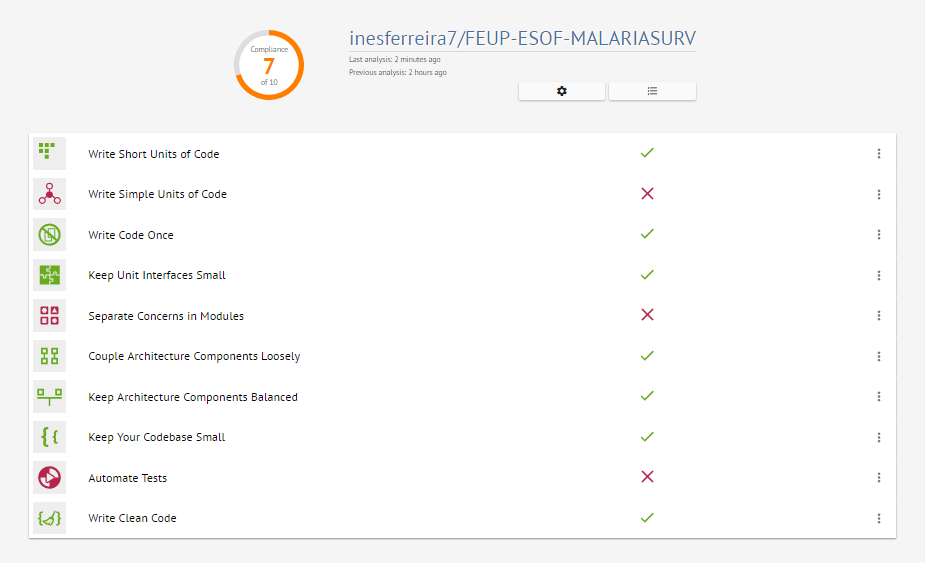 Compliance
7
of 10
inesferreira7/FEUP-ESOF-MALARIASURV
Last analysis: 2 minutes ago
Previous analysis: 2 hours ago
Write Short Units of Code
Write Simple Units of Code
Write Code Once
Keep Unit Interfaces Small
Separate Concerns in Modules
Couple Architecture Components Loosely
Keep Architecture Components Balanced
Keep Your Codebase Small
Automate Tests
Write Clean Code